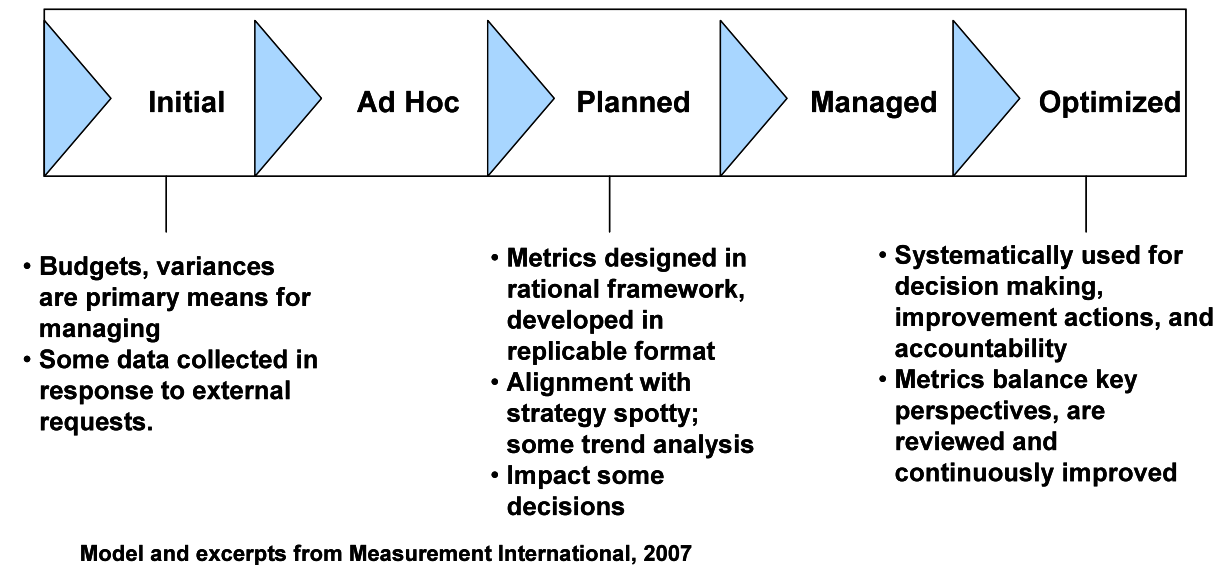 Initial
Ad Hoc
Planned
Managed
Optimized
• Budgets, variances
are primary means for
managing
• Some data collected in
response to external
requests.
• Metrics designed in
rational framework,
developed in
replicable format
• Alignment with
strategy spotty;
some trend analysis
• Impact some
decisions
• Systematically used for
decision making,
improvement actions, and
accountability
• Metrics balance key
perspectives, are
reviewed and
continuously improved
Model and excerpts from Measurement International, 2007